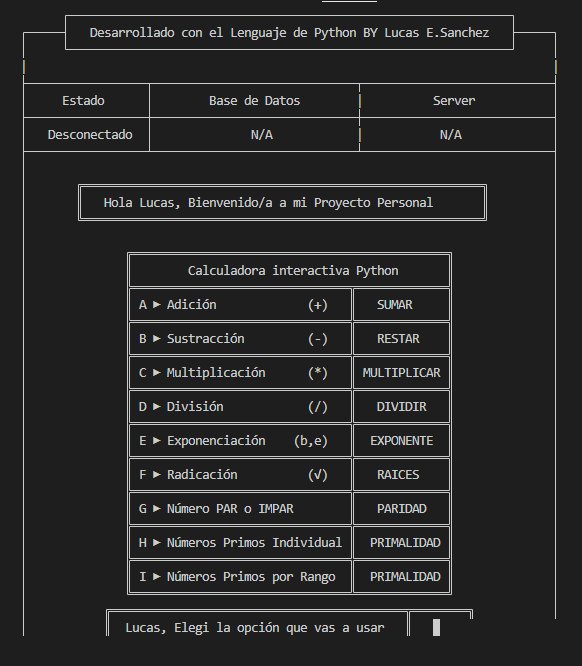 Desarrollado con el Lenguaje de Python BY Lucas E.Sanchez
Estado Base de Datos Server
Desconectado N/A N/A
Hola Lucas, Bienvenido/a a mi Proyecto Personal
Calculadora interactiva Python
A ► Adición (+) SUMAR
B ► Sustracción (-) RESTAR
C ► Multiplicación (*) MULTIPLICAR
D ► División (/) DIVIDIR
E ► Exponenciación (b,e) EXPONENTE
F ► Radicación (√) RAICES
G ► Número PAR o IMPAR PARIDAD
H ► Números Primos Individual PRIMALIDAD
I ► Números Primos por Rango PRIMALIDAD
Lucas, Elegi la opción que vas a usar